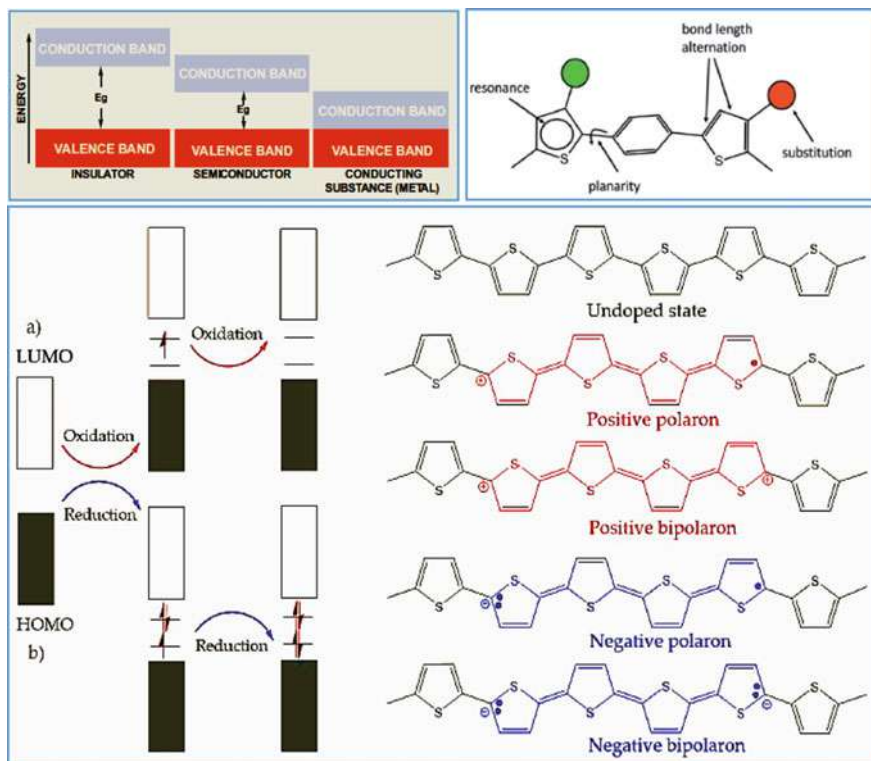 ENERGY
CONDUCTION BAND
CONDUCTION BAND
CONDUCTION BAND
Eg
Eg
VALENCE BAND
VALENCE BAND
VALENCE BAND
INSULATOR
SEMICONDUCTOR
CONDUCTING
SUBSTANCE (METAL)
bond length
alternation
resonance
S
S
substitution
planarity
a)
LUMO
Oxidation
Oxidation
Reduction
HOMO
b)
Reduction
S
S
S
S
S
S
Undoped state
S
S
S
S
S
S
⊕
•
Positive polaron
S
S
S
S
S
S
⊕
⊕
Positive bipolaron
S
S
S
S
S
S
⊖
•
Negative polaron
S
S
S
S
S
S
⊖
⊖
Negative bipolaron